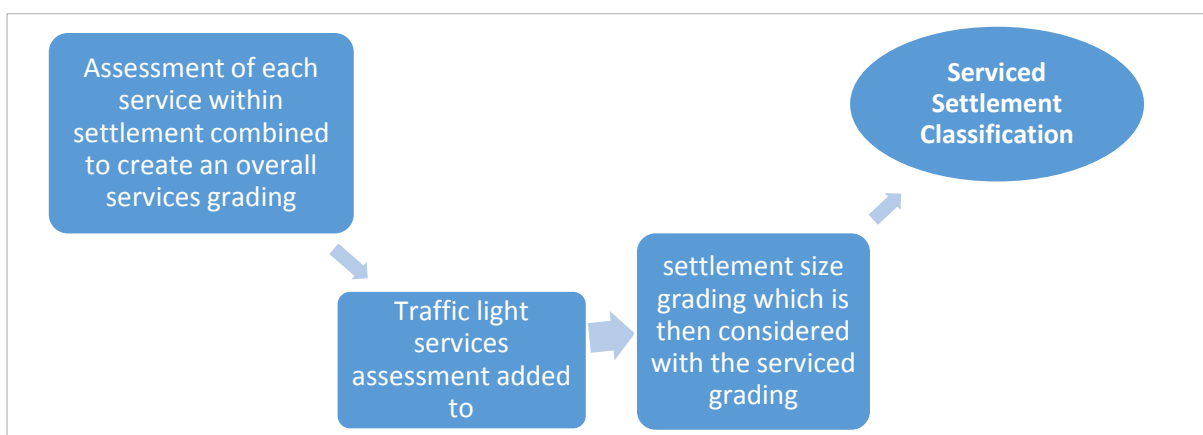 Assessment of each
service within
settlement combined
to create an overall
services grading
Traffic light
services
assessment added
to
settlement size
grading which is
then considered
with the serviced
grading
Serviced
Settlement
Classification